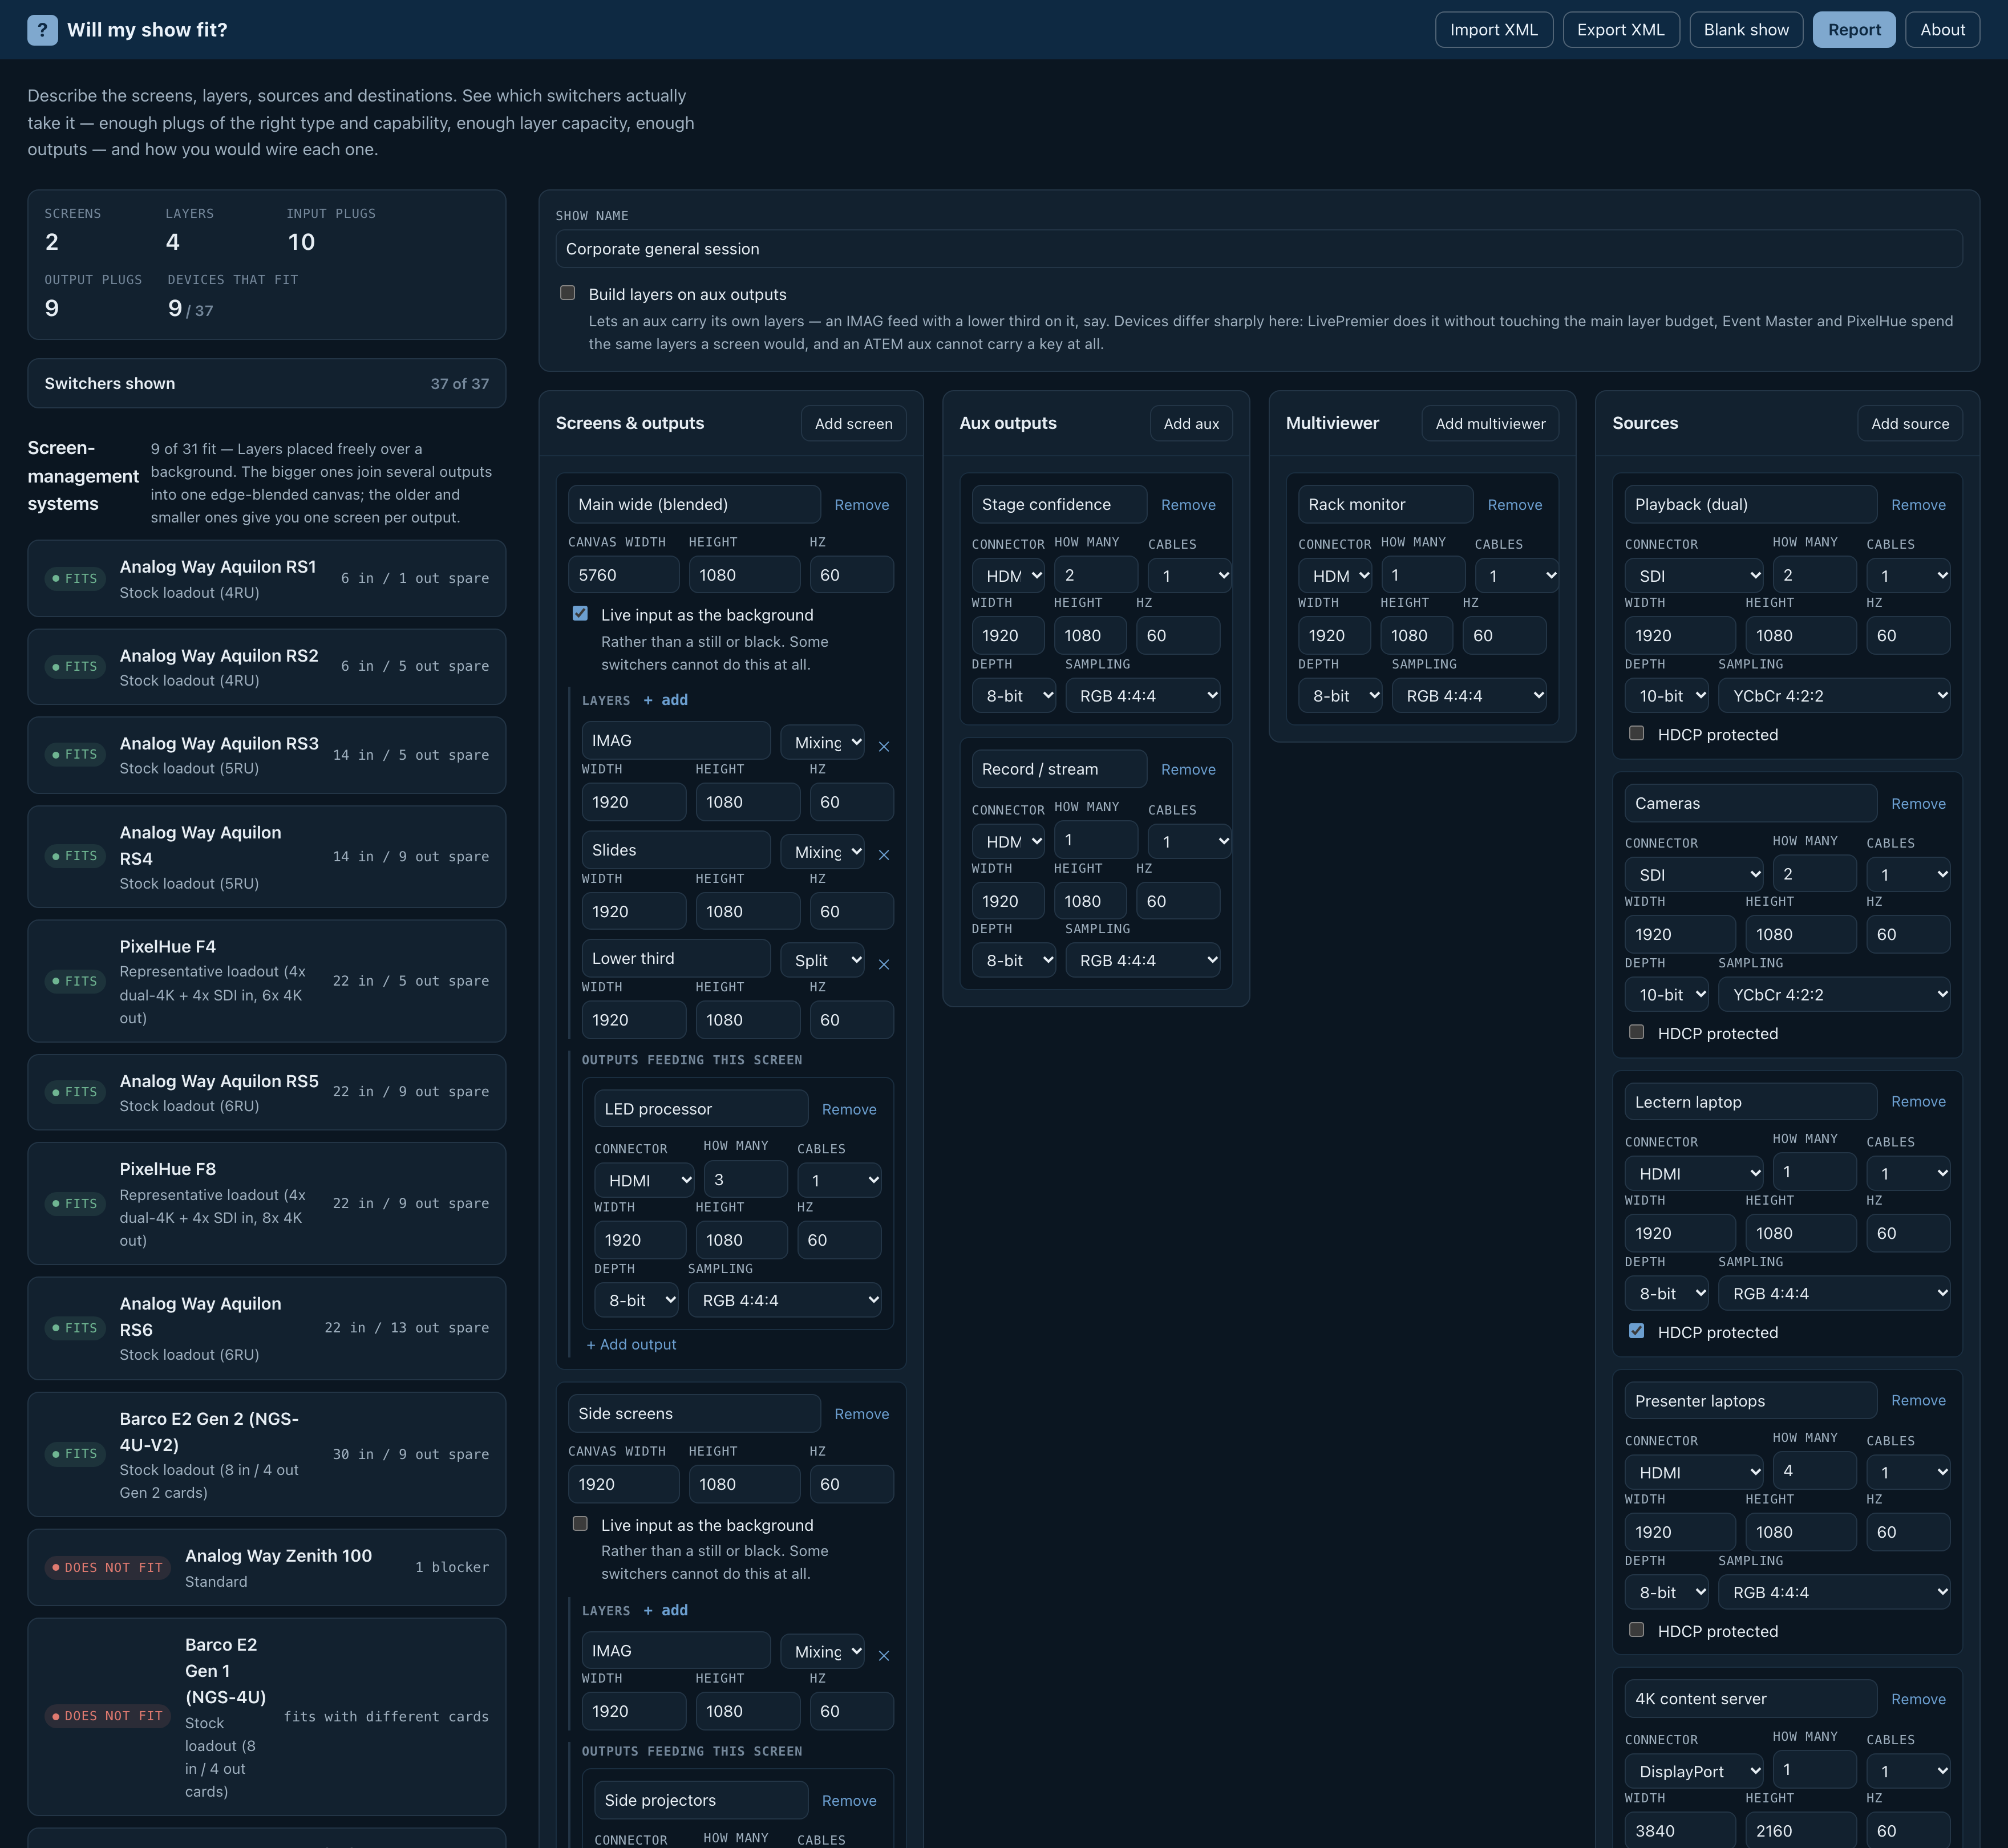 ? Will my show fit?
Import XML
Export XML
Blank show
Report
About
Describe the screens, layers, sources and destinations. See which switchers actually
take it — enough plugs of the right type and capability, enough layer capacity, enough
outputs — and how you would wire each one.
SCREENS LAYERS INPUT PLUGS
2 4 10
OUTPUT PLUGS DEVICES THAT FIT
9 9 / 37
Switchers shown 37 of 37
Screen-
management
systems
9 of 31 fit — Layers placed freely over a
background. The bigger ones join several outputs
into one edge-blended canvas; the older and
smaller ones give you one screen per output.
FITS
Analog Way Aquilon RS1
Stock loadout (4RU)
6 in / 1 out spare
FITS
Analog Way Aquilon RS2
Stock loadout (4RU)
6 in / 5 out spare
FITS
Analog Way Aquilon RS3
Stock loadout (5RU)
14 in / 5 out spare
FITS
Analog Way Aquilon
RS4
Stock loadout (5RU)
14 in / 9 out spare
FITS
PixelHue F4
Representative loadout (4x
dual-4K + 4x SDI in, 6x 4K
out)
22 in / 5 out spare
FITS
Analog Way Aquilon RS5
Stock loadout (6RU)
22 in / 9 out spare
FITS
PixelHue F8
Representative loadout (4x
dual-4K + 4x SDI in, 8x 4K
out)
22 in / 9 out spare
FITS
Analog Way Aquilon
RS6
Stock loadout (6RU)
22 in / 13 out spare
FITS
Barco E2 Gen 2 (NGS-
4U-V2)
Stock loadout (8 in / 4 out
Gen 2 cards)
30 in / 9 out spare
DOES NOT FIT
Analog Way Zenith 100
Standard
1 blocker
DOES NOT FIT
Barco E2
Gen 1
(NGS-4U)
Stock
loadout (8
in / 4 out
cards)
fits with different cards
SHOW NAME
Corporate general session
Build layers on aux outputs
Lets an aux carry its own layers — an IMAG feed with a lower third on it, say. Devices differ sharply here: LivePremier does it without touching the main layer budget, Event Master and PixelHue spend
the same layers a screen would, and an ATEM aux cannot carry a key at all.
Screens & outputs
Add screen
Main wide (blended) Remove
CANVAS WIDTH HEIGHT HZ
5760 1080 60
Live input as the background
Rather than a still or black. Some
switchers cannot do this at all.
LAYERS + add
IMAG Mixing ×
WIDTH HEIGHT HZ
1920 1080 60
Slides Mixing ×
WIDTH HEIGHT HZ
1920 1080 60
Lower third Split ×
WIDTH HEIGHT HZ
1920 1080 60
OUTPUTS FEEDING THIS SCREEN
LED processor Remove
CONNECTOR HOW MANY CABLES
HDMI 3 1
WIDTH HEIGHT HZ
1920 1080 60
DEPTH SAMPLING
8-bit RGB 4:4:4
+ Add output
Side screens Remove
CANVAS WIDTH HEIGHT HZ
1920 1080 60
Live input as the background
Rather than a still or black. Some
switchers cannot do this at all.
LAYERS + add
IMAG Mixing ×
WIDTH HEIGHT HZ
1920 1080 60
OUTPUTS FEEDING THIS SCREEN
Side projectors Remove
CONNECTOR HOW MANY CABLES
Aux outputs
Add aux
Stage confidence Remove
CONNECTOR HOW MANY CABLES
HDM 2 1
WIDTH HEIGHT HZ
1920 1080 60
DEPTH SAMPLING
8-bit RGB 4:4:4
Record / stream Remove
CONNECTOR HOW MANY CABLES
HDM 1 1
WIDTH HEIGHT HZ
1920 1080 60
DEPTH SAMPLING
8-bit RGB 4:4:4
Multiviewer
Add multiviewer
Rack monitor Remove
CONNECTOR HOW MANY CABLES
HDM 1 1
WIDTH HEIGHT HZ
1920 1080 60
DEPTH SAMPLING
8-bit RGB 4:4:4
Sources
Add source
Playback (dual) Remove
CONNECTOR HOW MANY CABLES
SDI 2 1
WIDTH HEIGHT HZ
1920 1080 60
DEPTH SAMPLING
10-bit YCbCr 4:2:2
HDCP protected
Cameras Remove
CONNECTOR HOW MANY CABLES
SDI 2 1
WIDTH HEIGHT HZ
1920 1080 60
DEPTH SAMPLING
10-bit YCbCr 4:2:2
HDCP protected
Lectern laptop Remove
CONNECTOR HOW MANY CABLES
HDMI 1 1
WIDTH HEIGHT HZ
1920 1080 60
DEPTH SAMPLING
8-bit RGB 4:4:4
HDCP protected
Presenter laptops Remove
CONNECTOR HOW MANY CABLES
HDMI 4 1
WIDTH HEIGHT HZ
1920 1080 60
DEPTH SAMPLING
8-bit RGB 4:4:4
HDCP protected
4K content server Remove
CONNECTOR HOW MANY CABLES
DisplayPort 1 1
WIDTH HEIGHT HZ
3840 2160 60